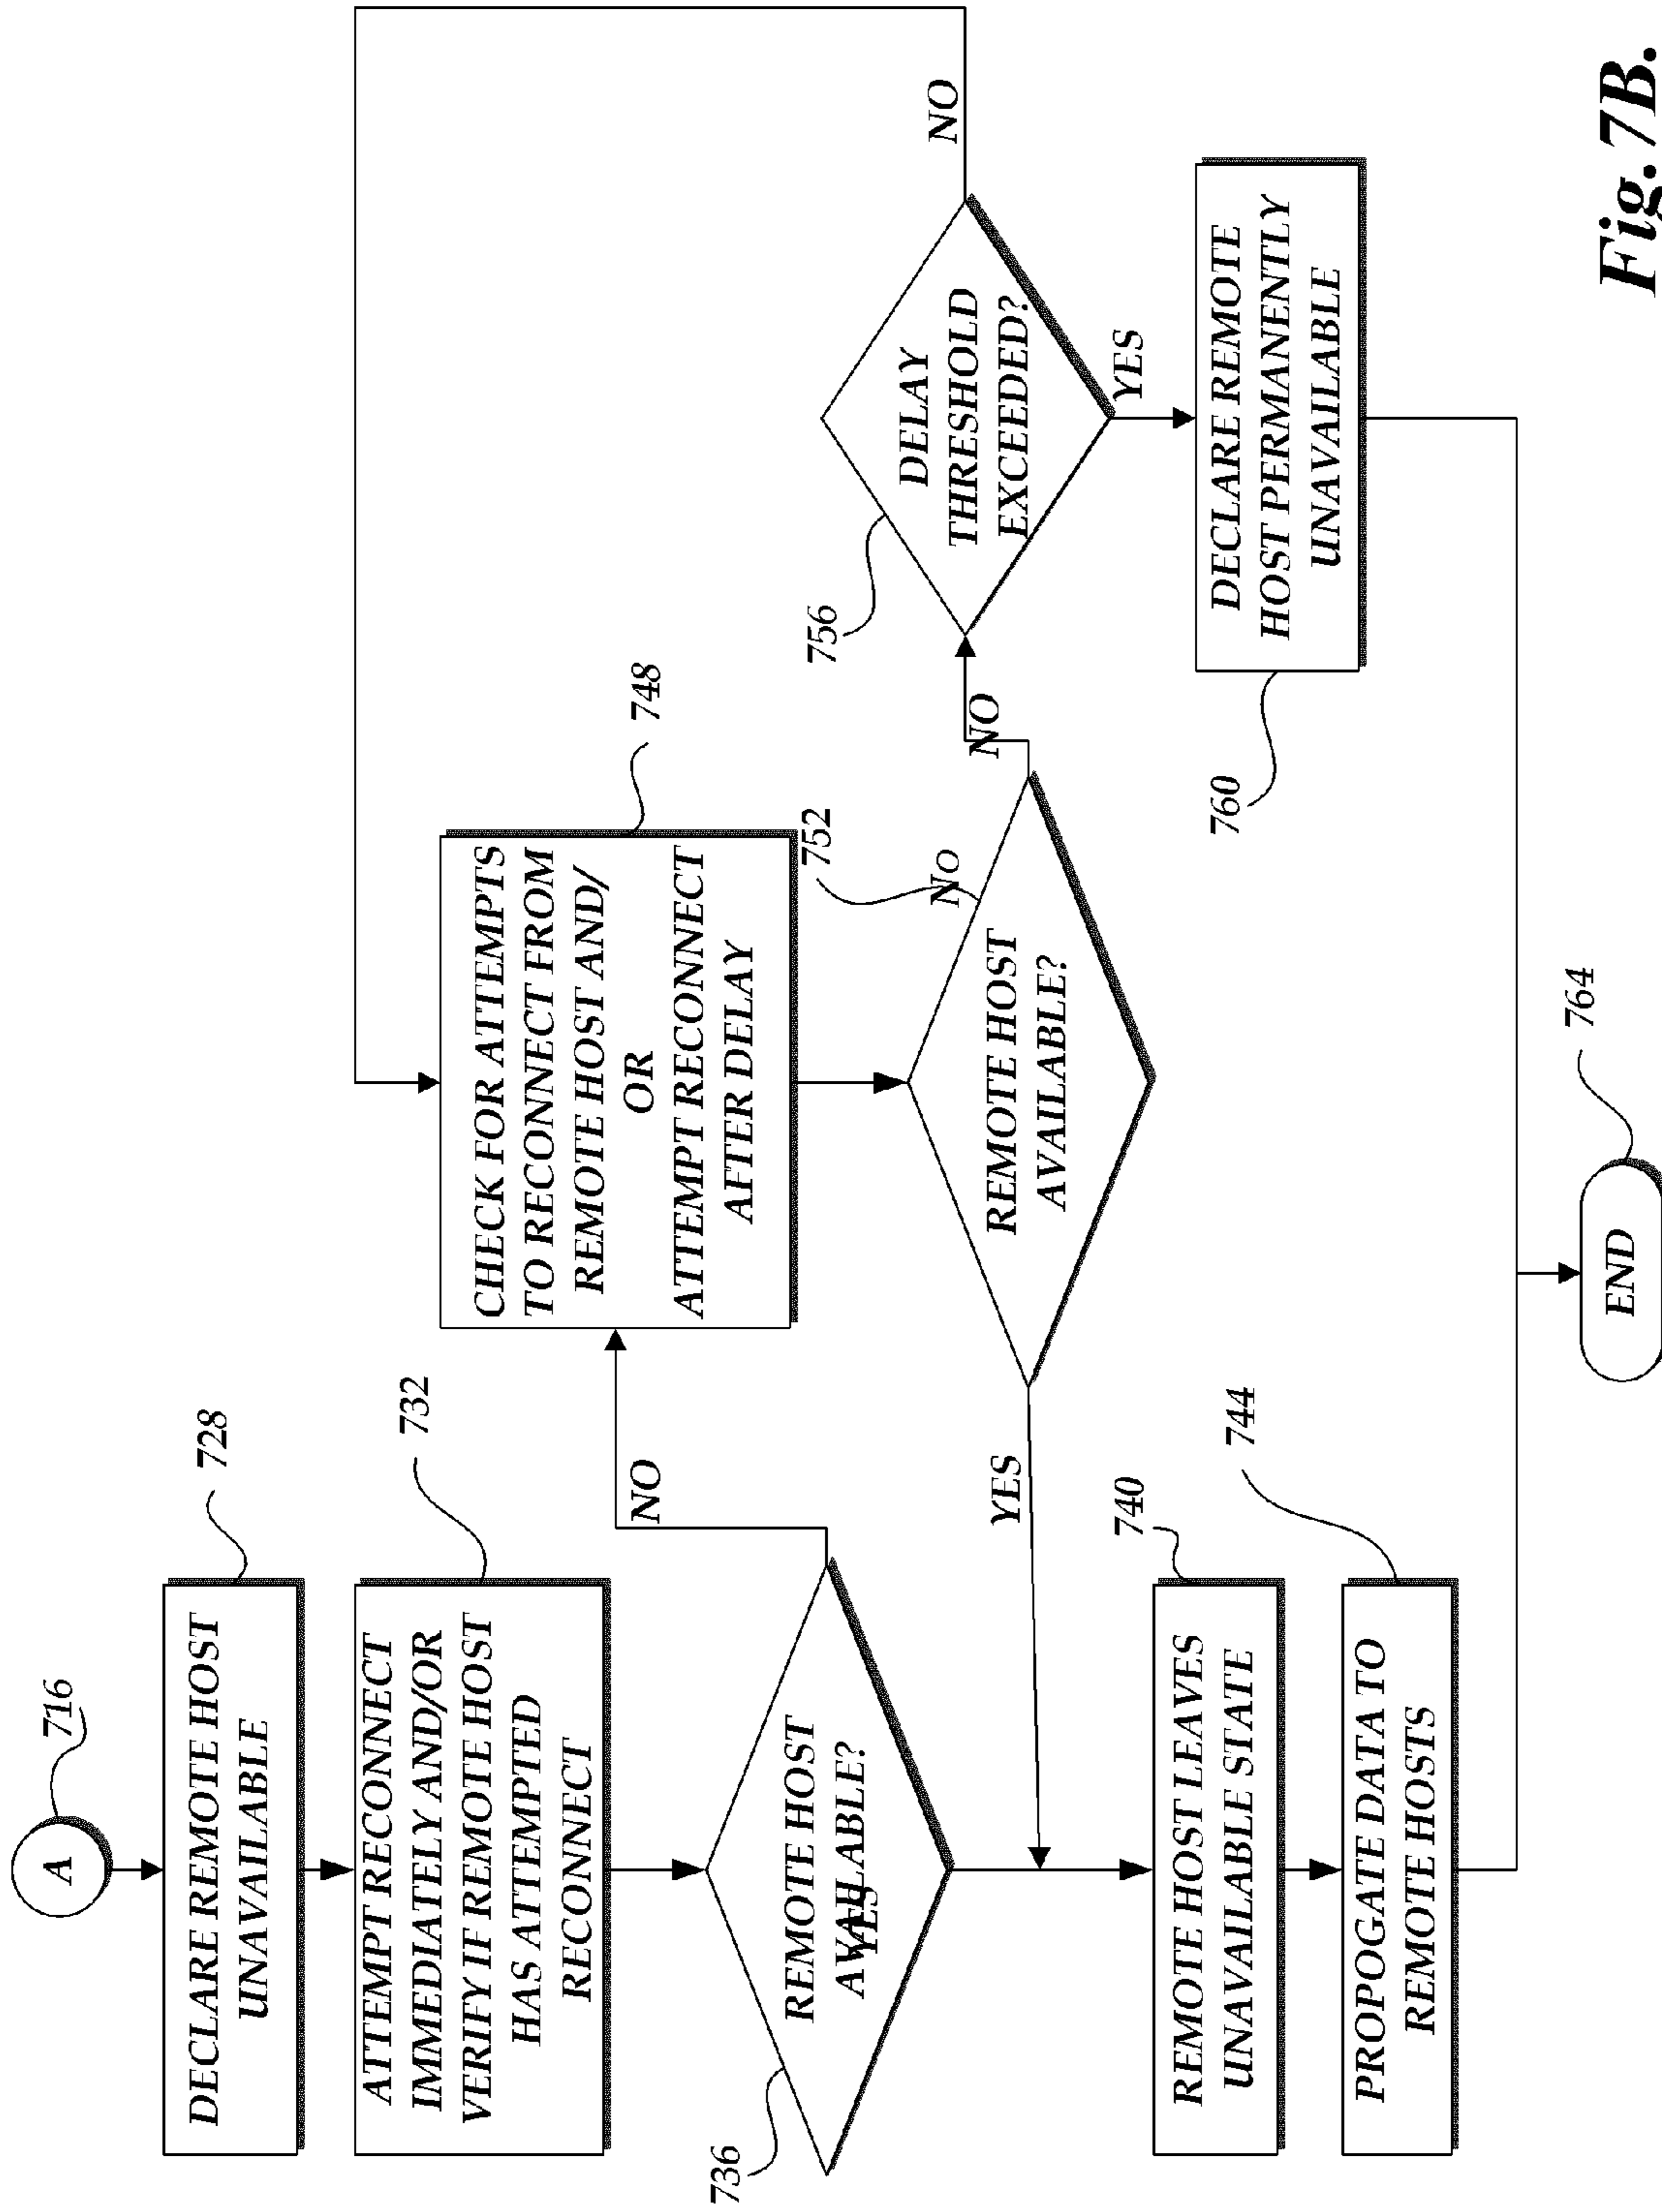 A
716
DECLARE REMOTE HOST
UNAVAILABLE
728
ATTEMPT RECONNECT
IMMEDIATELY AND/OR
VERIFY IF REMOTE HOST
HAS ATTEMPTED
RECONNECT
732
REMOTE HOST
AVAILABLE?
YES
736
NO
REMOTE HOST LEAVES
UNAVAILABLE STATE
740
PROPOGATE DATA TO
REMOTE HOSTS
744
CHECK FOR ATTEMPTS
TO RECONNECT FROM
REMOTE HOST AND/
OR
ATTEMPT RECONNECT
AFTER DELAY
748
REMOTE HOST
AVAILABLE?
752
No
NO
YES
DELAY
THRESHOLD
EXCEEDED?
756
NO
YES
DECLARE REMOTE
HOST PERMANENTLY
UNAVAILABLE
760
END
764
Fig.7B.